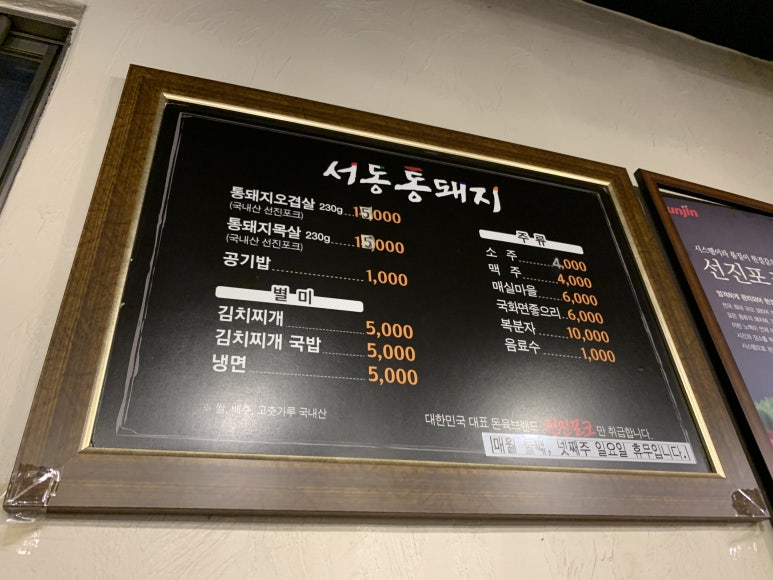 서동통돼지
통돼지오겹살 230g 15,000
(국내산 선진포크)
통돼지목살 230g 15,000
(국내산 선진포크)
공기밥 1,000
별미
김치찌개 5,000
김치찌개 국밥 5,000
냉면 5,000
주류
소주 4,000
맥주 4,000
매실마을 6,000
국화면좋으리 6,000
복분자 10,000
음료수 1,000
※ 쌀, 배추, 고춧가루 국내산
대한민국 대표 돈육브랜드 선진포크만 취급합니다.
매월 둘째, 넷째주 일요일 휴무입니다.
unjin
선진포